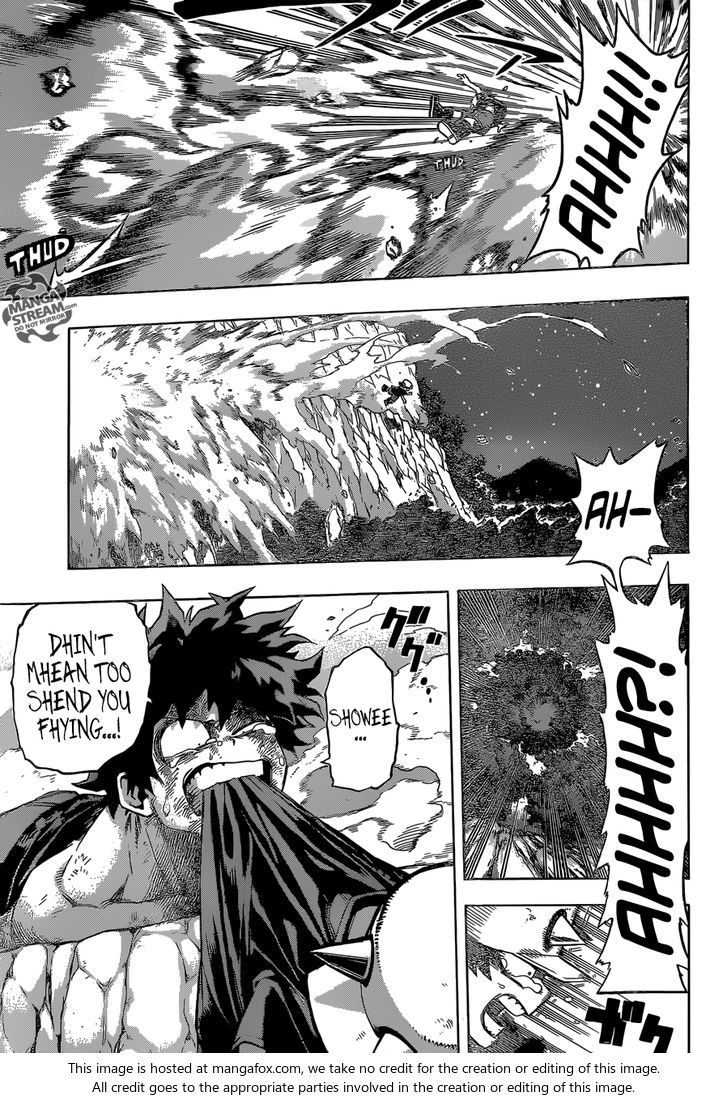 AHHH!!
THUD
THUD
MANGA
STREAM.com
DO NOT MIRROR
AH-
AHHHHH?!
ググ"
SHOWEE
...
DHIN'T
MHEAN TOO
SHEND YOU
FHYING...!
ガク
This image is hosted at mangafox.com, we take no credit for the creation or editing of this image.
All credit goes to the appropriate parties involved in the creation or editing of this image.